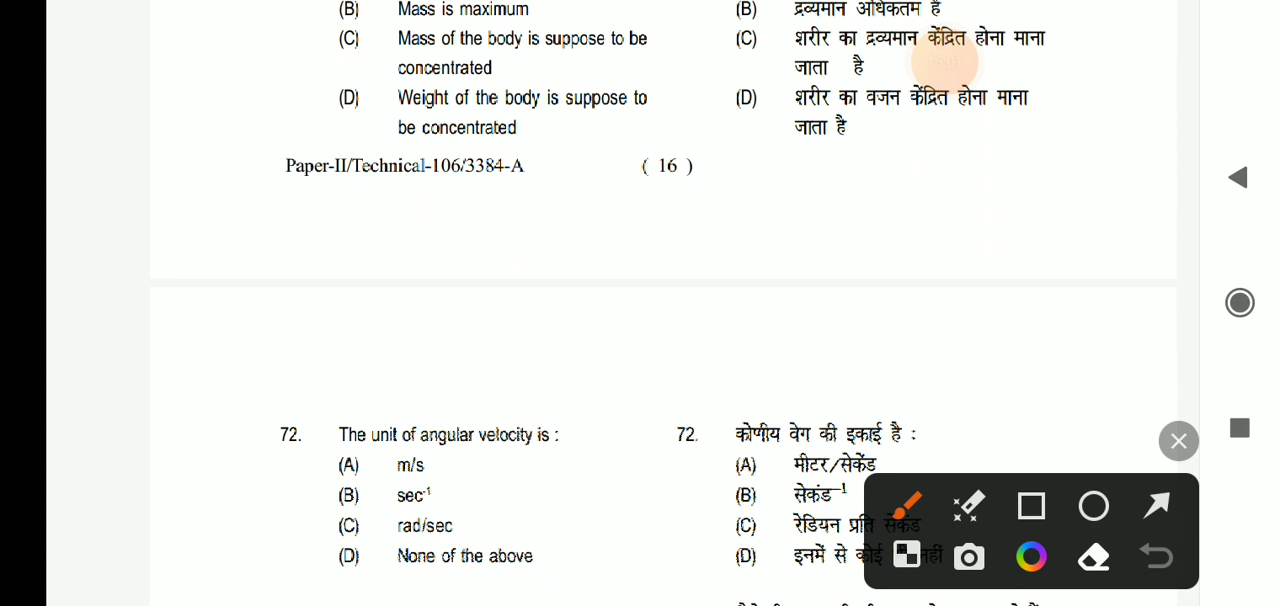 (B) Mass is maximum
(C) Mass of the body is suppose to be
concentrated
(D) Weight of the body is suppose to
be concentrated
(B) द्रव्यमान अधिकतम है
(C) शरीर का द्रव्यमान केंद्रित होना माना
जाता है
(D) शरीर का वजन केंद्रित होना माना
जाता है
Paper-II/Technical-106/3384-A ( 16 )
72. The unit of angular velocity is :
(A) m/s
(B) sec⁻¹
(C) rad/sec
(D) None of the above
72. कोणीय वेग की इकाई है :
(A) मीटर/सेकेंड
(B) सेकंड⁻¹
(C) रेडियन प्रति सेकंड
(D) इनमें से कोई नहीं